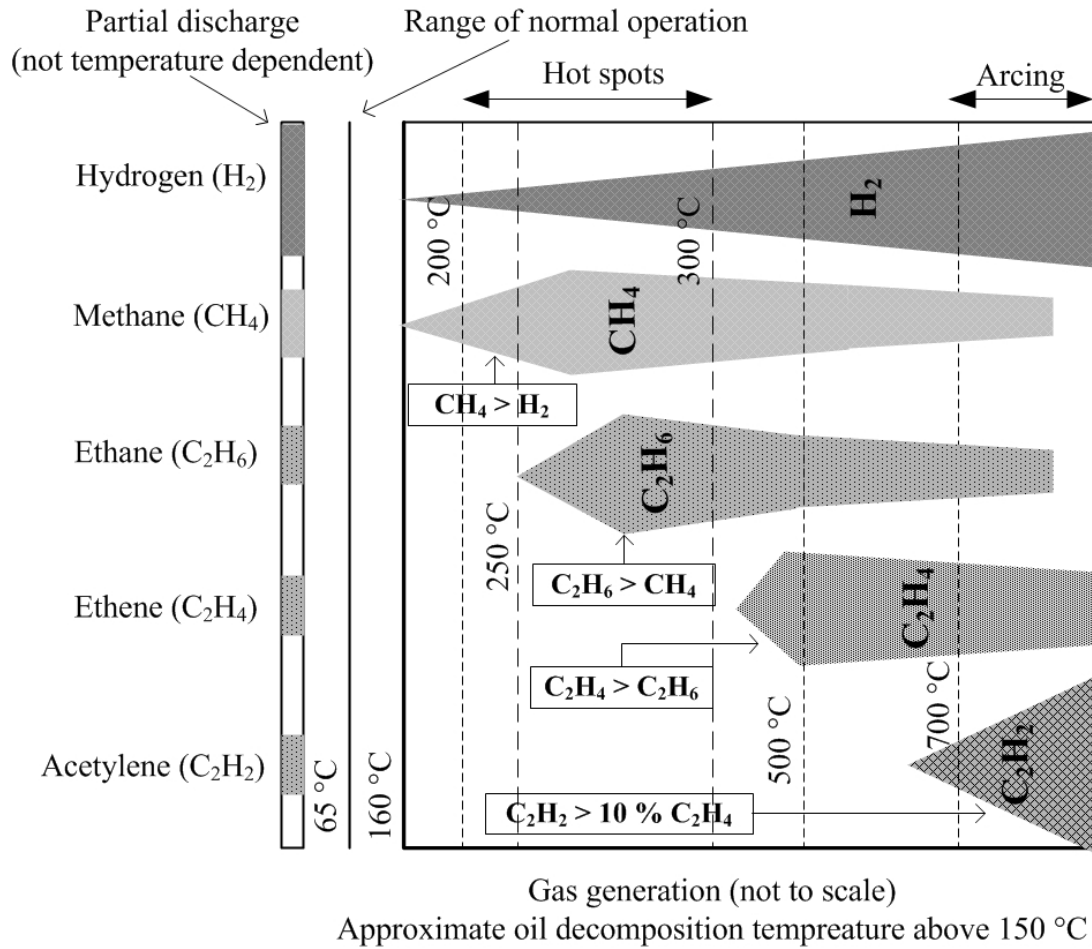 Partial discharge
(not temperature dependent)
Range of normal operation
Hot spots
Arcing
Hydrogen (H₂)
H₂
200 °C
300 °C
Methane (CH₄)
CH₄
CH₄ > H₂
Ethane (C₂H₆)
C₂H₆
250 °C
C₂H₆ > CH₄
Ethene (C₂H₄)
C₂H₄
C₂H₄ > C₂H₆
500 °C
700 °C
Acetylene (C₂H₂)
C₂H₂
65 °C
160 °C
C₂H₂ > 10 % C₂H₄
Gas generation (not to scale)
Approximate oil decomposition tempreature above 150 °C